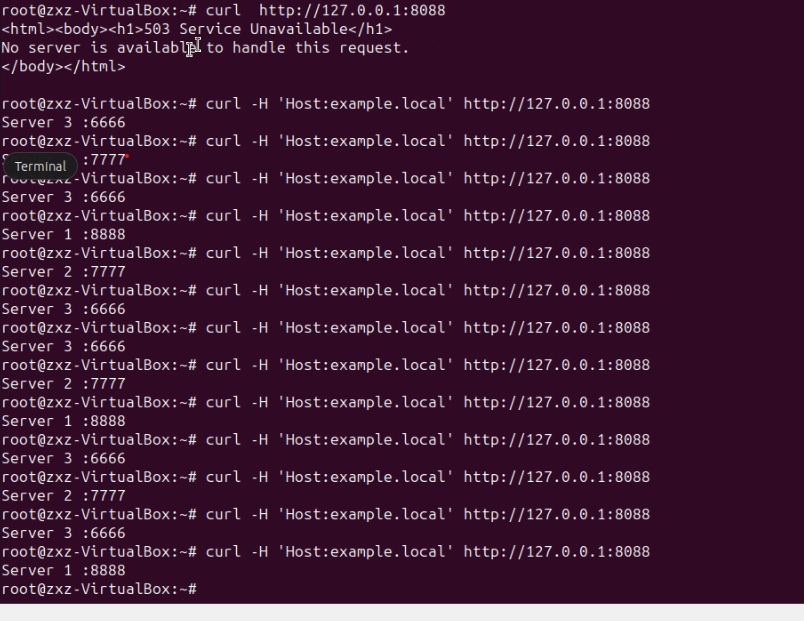 root@zxz-VirtualBox:~# curl  http://127.0.0.1:8088
<html><body><h1>503 Service Unavailable</h1>
No server is available to handle this request.
</body></html>
root@zxz-VirtualBox:~# curl -H 'Host:example.local' http://127.0.0.1:8088
Server 3 :6666
root@zxz-VirtualBox:~# curl -H 'Host:example.local' http://127.0.0.1:8088
:7777
Terminal
root@zxz-VirtualBox:~# curl -H 'Host:example.local' http://127.0.0.1:8088
Server 3 :6666
root@zxz-VirtualBox:~# curl -H 'Host:example.local' http://127.0.0.1:8088
Server 1 :8888
root@zxz-VirtualBox:~# curl -H 'Host:example.local' http://127.0.0.1:8088
Server 2 :7777
root@zxz-VirtualBox:~# curl -H 'Host:example.local' http://127.0.0.1:8088
Server 3 :6666
root@zxz-VirtualBox:~# curl -H 'Host:example.local' http://127.0.0.1:8088
Server 3 :6666
root@zxz-VirtualBox:~# curl -H 'Host:example.local' http://127.0.0.1:8088
Server 2 :7777
root@zxz-VirtualBox:~# curl -H 'Host:example.local' http://127.0.0.1:8088
Server 1 :8888
root@zxz-VirtualBox:~# curl -H 'Host:example.local' http://127.0.0.1:8088
Server 3 :6666
root@zxz-VirtualBox:~# curl -H 'Host:example.local' http://127.0.0.1:8088
Server 2 :7777
root@zxz-VirtualBox:~# curl -H 'Host:example.local' http://127.0.0.1:8088
Server 3 :6666
root@zxz-VirtualBox:~# curl -H 'Host:example.local' http://127.0.0.1:8088
Server 1 :8888
root@zxz-VirtualBox:~#